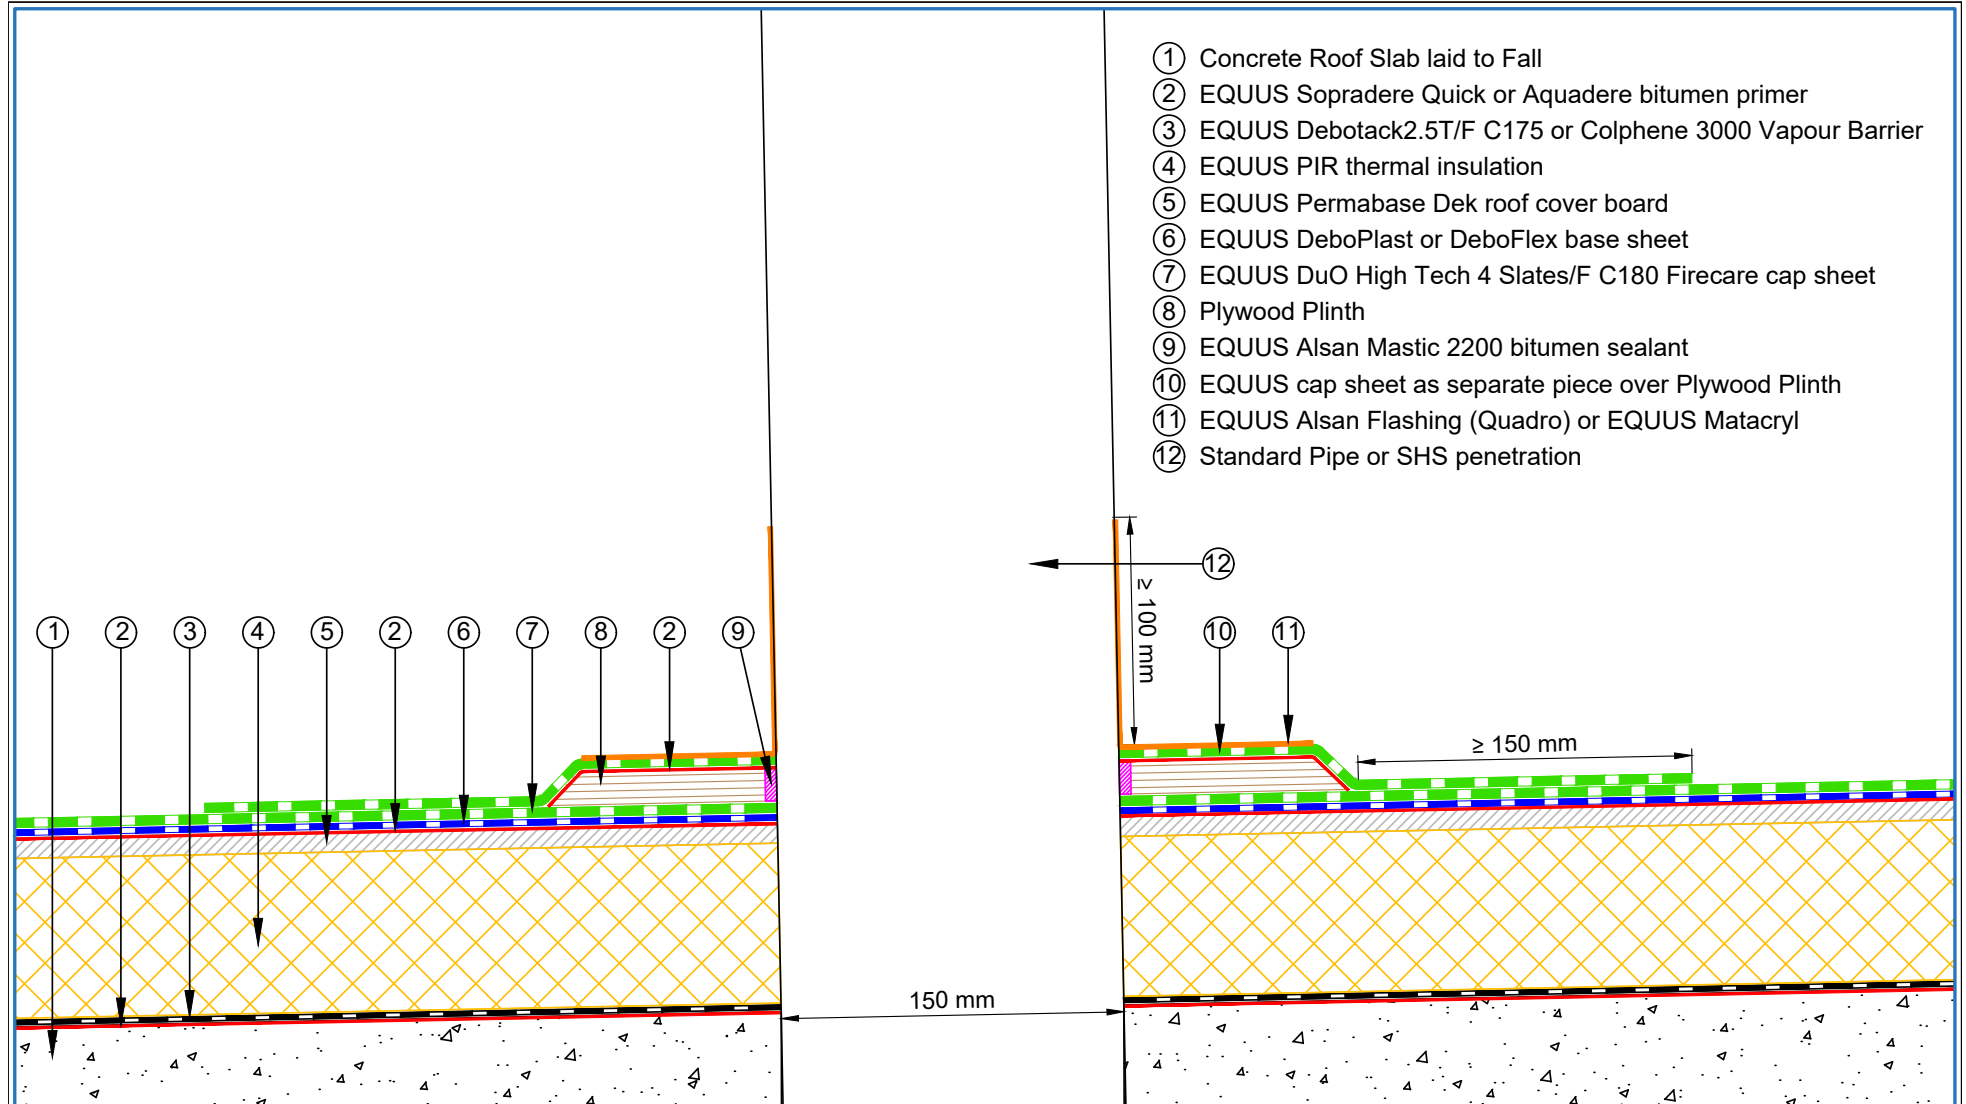 1 Concrete Roof Slab laid to Fall
2 EQUUS Sopradere Quick or Aquadere bitumen primer
3 EQUUS Debotack2.5T/F C175 or Colphene 3000 Vapour Barrier
4 EQUUS PIR thermal insulation
5 EQUUS Permabase Dek roof cover board
6 EQUUS DeboPlast or DeboFlex base sheet
7 EQUUS DuO High Tech 4 Slates/F C180 Firecare cap sheet
8 Plywood Plinth
9 EQUUS Alsan Mastic 2200 bitumen sealant
10 EQUUS cap sheet as separate piece over Plywood Plinth
11 EQUUS Alsan Flashing (Quadro) or EQUUS Matacryl
12 Standard Pipe or SHS penetration
12
≥ 100 mm
1 2 3 4 5 2 6 7 8 2 9 10 11
≥ 150 mm
150 mm